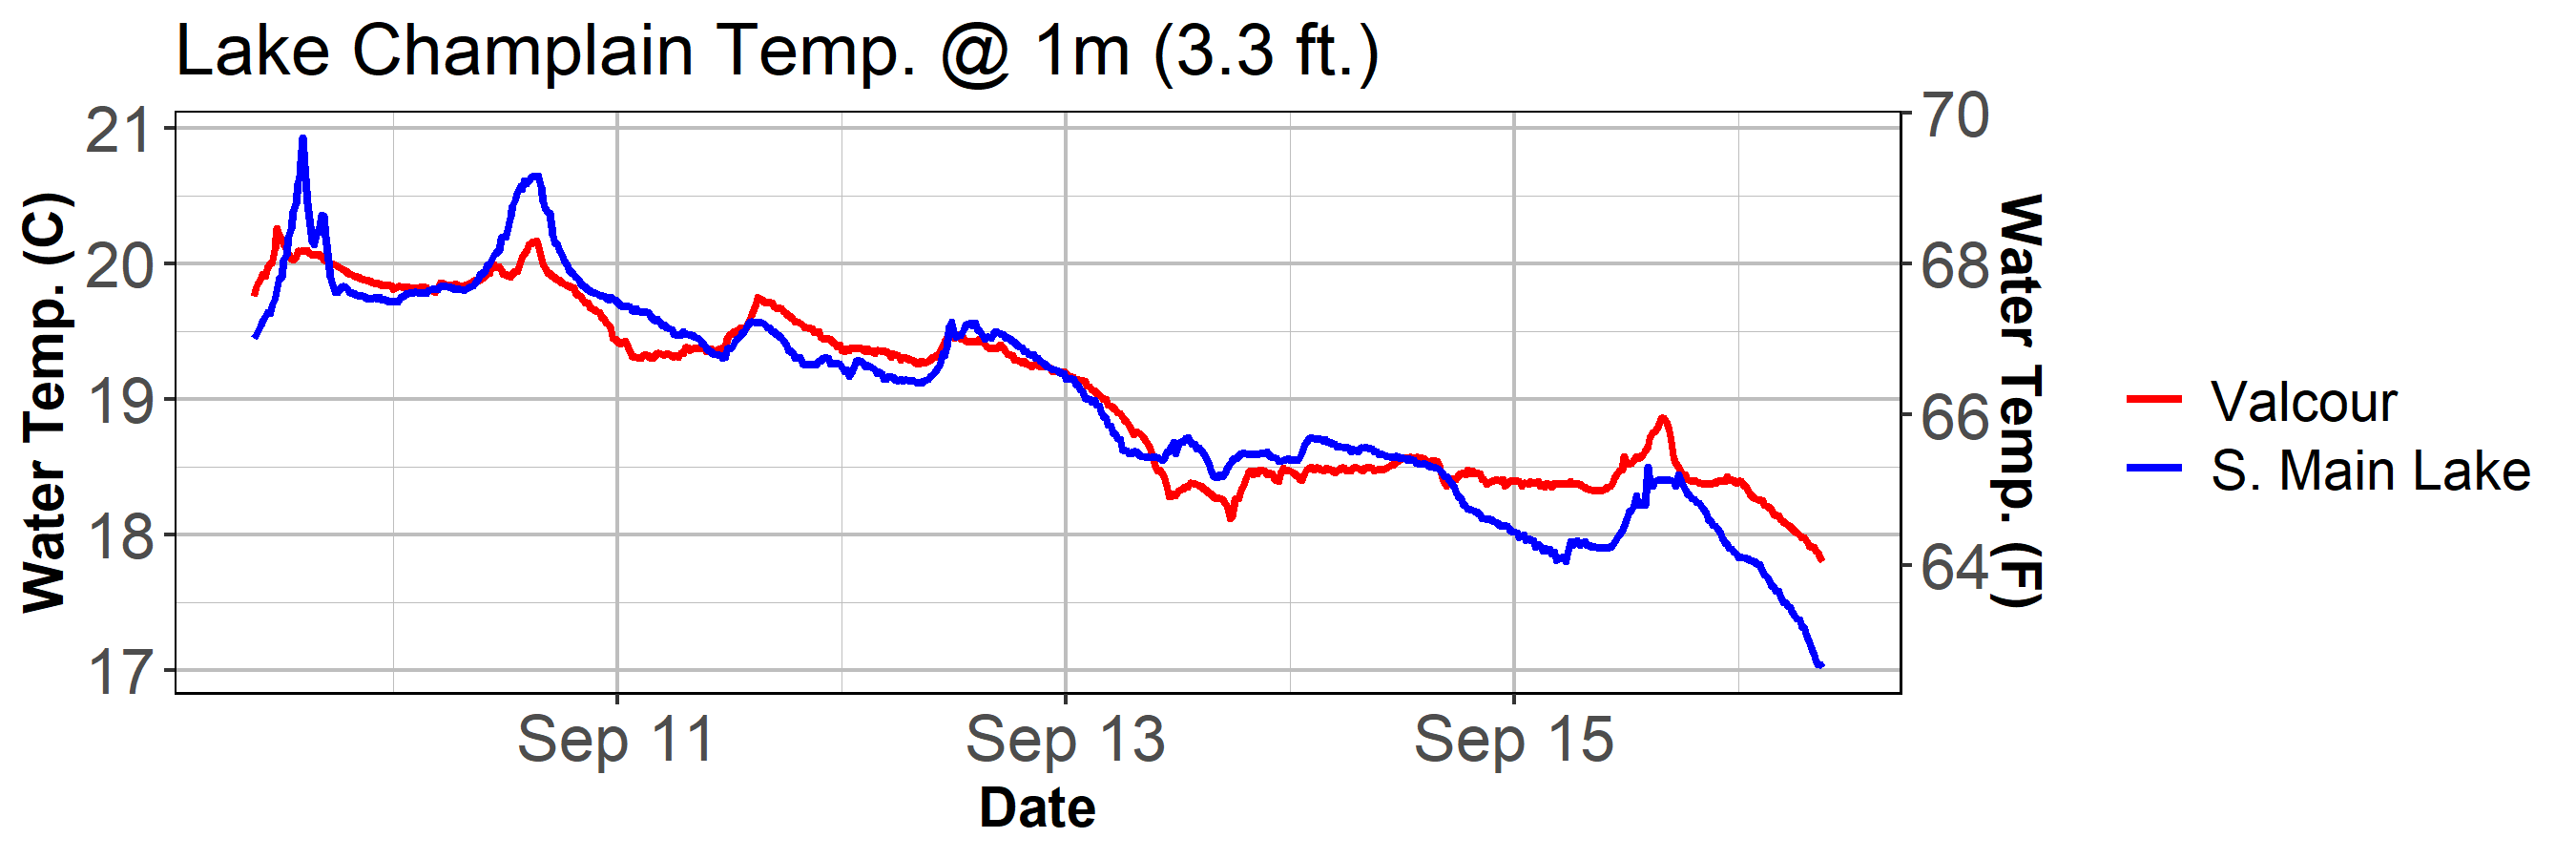 Lake Champlain Temp. @ 1m (3.3 ft.)
Water Temp. (C)
21
20
19
18
17
70
68
66
64
Water Temp. (F)
Sep 11
Sep 13
Sep 15
Date
Valcour
S. Main Lake